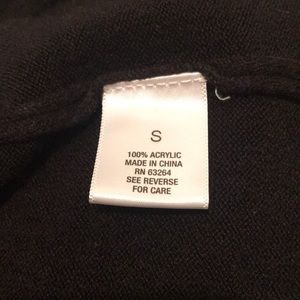 S
100% ACRYLIC
MADE IN CHINA
RN 63264
SEE REVERSE
FOR CARE